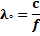 λ₀ = c/f